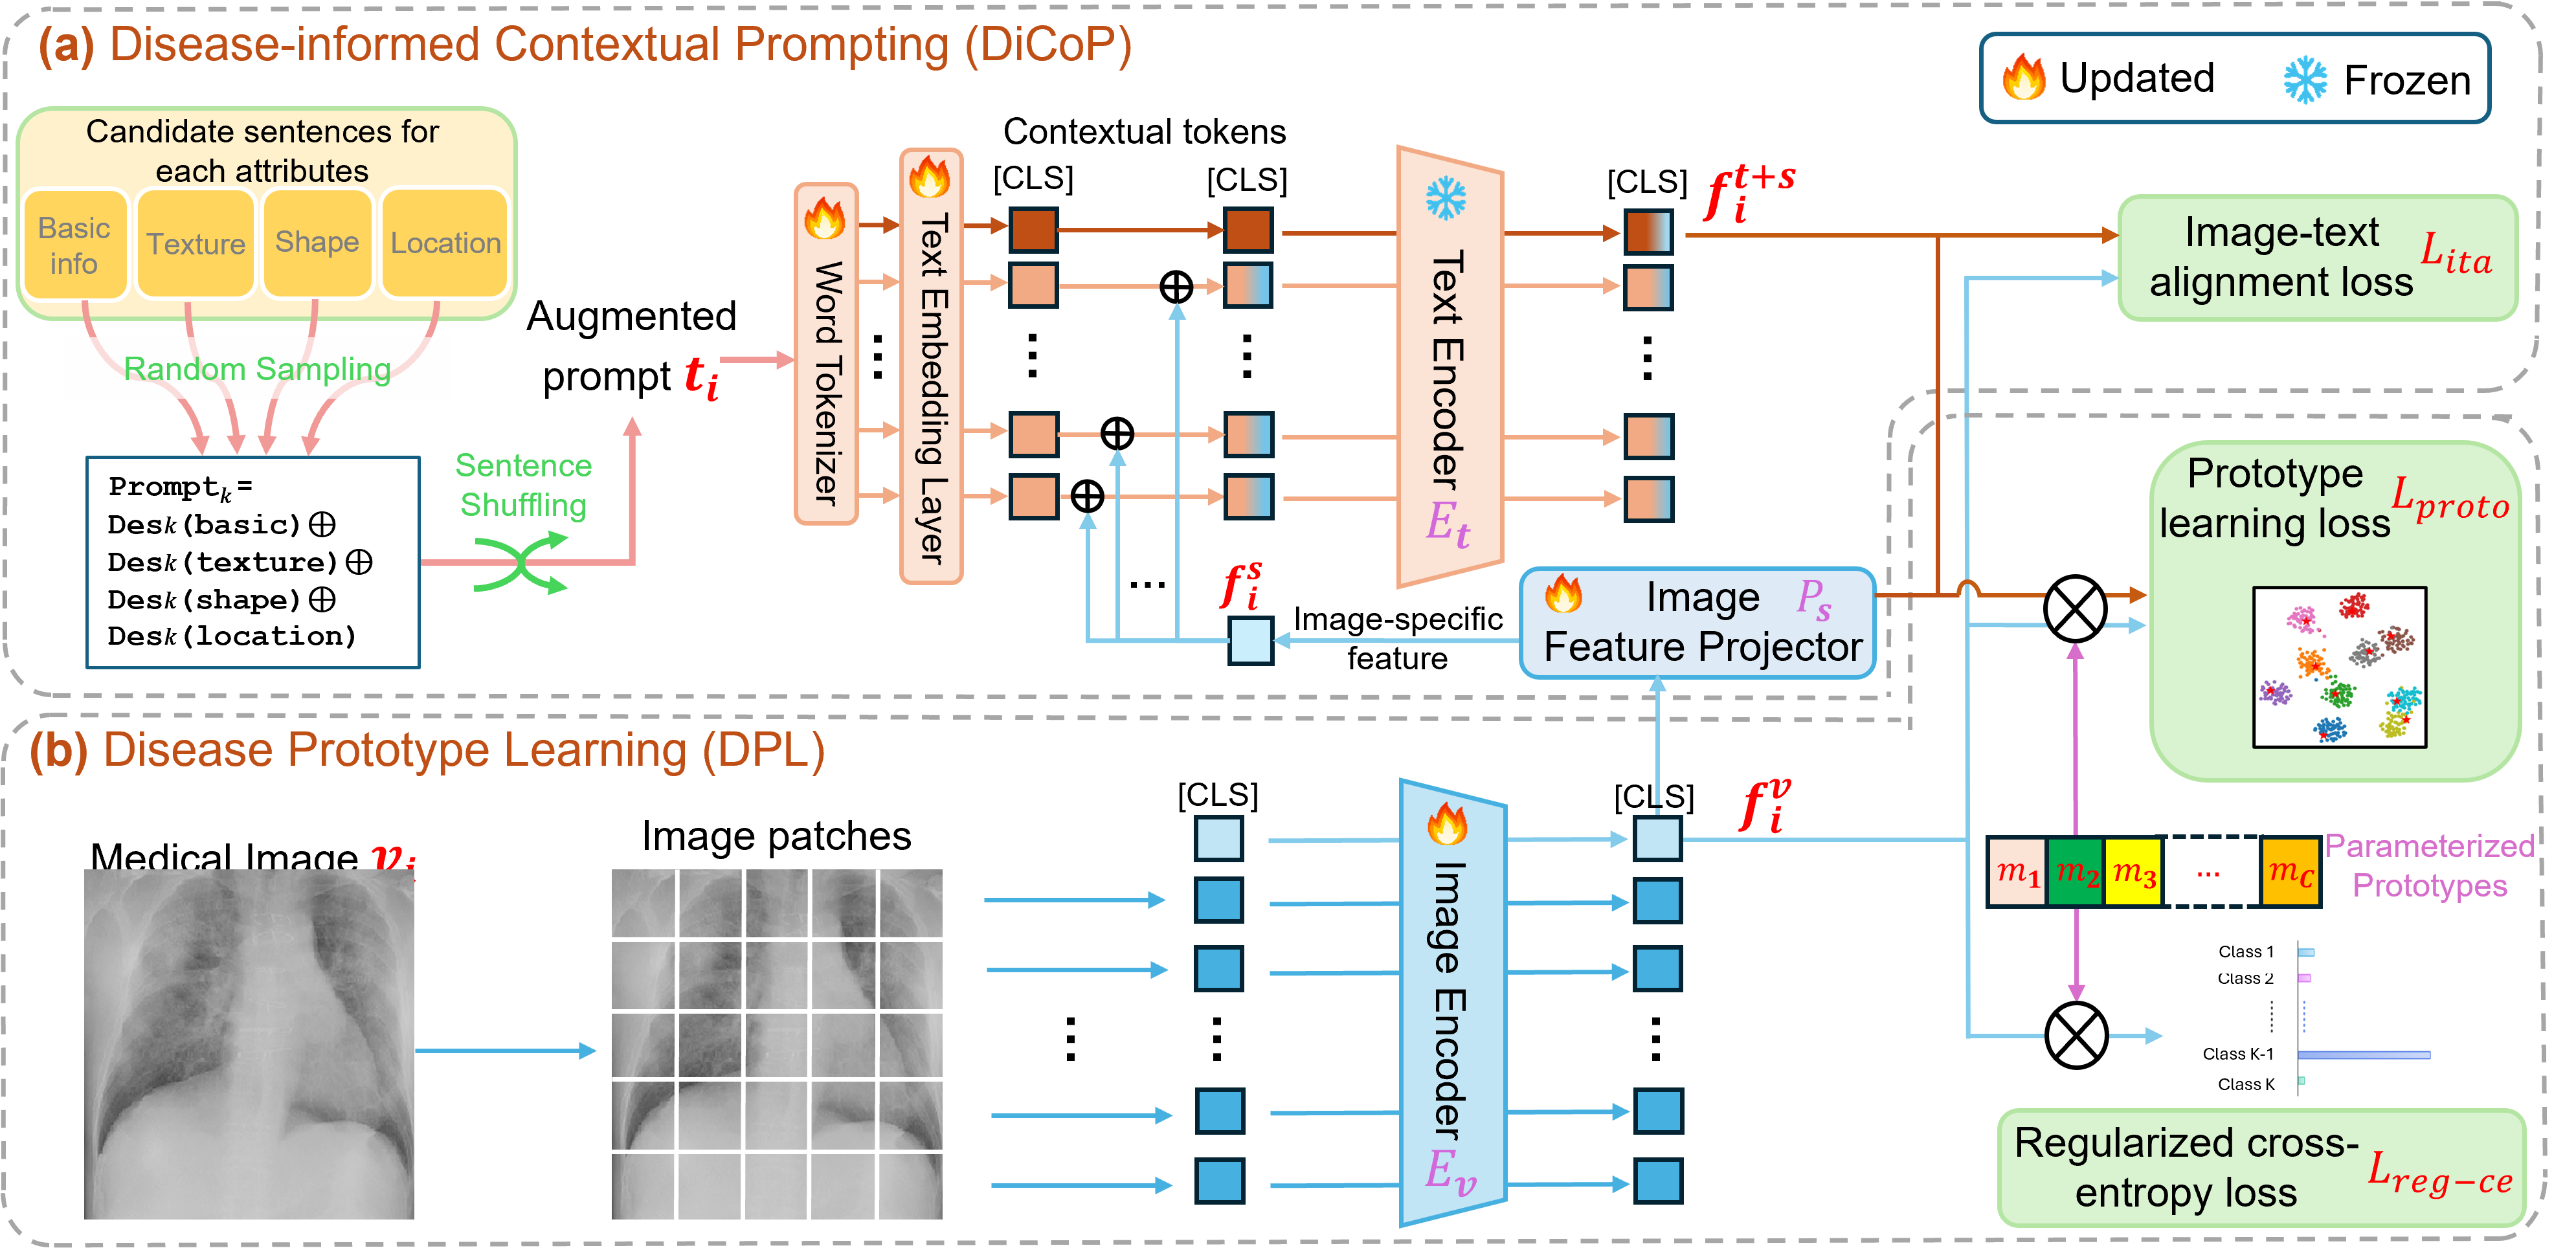 (a) Disease-informed Contextual Prompting (DiCoP)
Updated
Frozen
Candidate sentences for
each attributes
Basic
info
Texture
Shape
Location
Random Sampling
Prompt_k=
Desk(basic)⊕
Desk(texture)⊕
Desk(shape)⊕
Desk(location)
Sentence
Shuffling
Augmented
prompt t_i
Word Tokenizer
Text Embedding Layer
Contextual tokens
[CLS]
[CLS]
...
f_i^s
Image-specific
feature
Text Encoder
E_t
[CLS]
f_i^{t+s}
Image P_s
Feature Projector
Image-text
alignment loss L_{ita}
Prototype
learning loss L_{proto}
(b) Disease Prototype Learning (DPL)
Medical Image v_i
Image patches
[CLS]
Image Encoder
E_v
[CLS]
f_i^v
m_1
m_2
m_3
...
m_C
Parameterized
Prototypes
Class 1
Class 2
Class K-1
Class K
Regularized cross-
entropy loss L_{reg-ce}